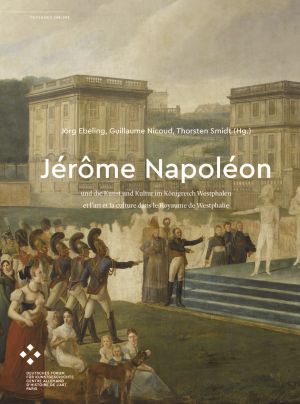 Jörg Ebeling, Guillaume Nicoud, Thorsten Smidt (Hg.)
Jérôme Napoléon
und die Kunst und Kultur im Königreich Westphalen
et l'art et la culture dans le Royaume de Westphalie
DEUTSCHES FORUM
FÜR KUNSTGESCHICHTE
CENTRE ALLEMAND
D'HISTOIRE DE L'ART
PARIS